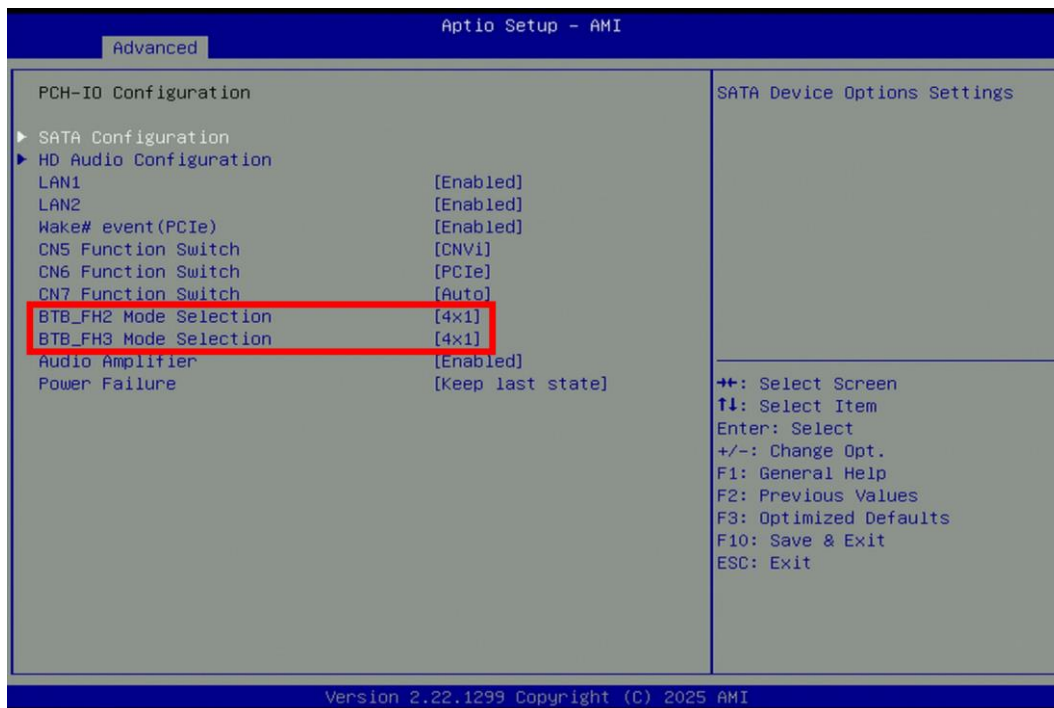 Aptio Setup – AMI
Advanced
PCH-IO Configuration
SATA Configuration
HD Audio Configuration
LAN1 [Enabled]
LAN2 [Enabled]
Wake# event(PCIe) [Enabled]
CN5 Function Switch [CNVi]
CN6 Function Switch [PCIe]
CN7 Function Switch [Auto]
BTB_FH2 Mode Selection [4x1]
BTB_FH3 Mode Selection [4x1]
Audio Amplifier [Enabled]
Power Failure [Keep last state]
SATA Device Options Settings
→←: Select Screen
↑↓: Select Item
Enter: Select
+/-: Change Opt.
F1: General Help
F2: Previous Values
F3: Optimized Defaults
F10: Save & Exit
ESC: Exit
Version 2.22.1299 Copyright (C) 2025 AMI